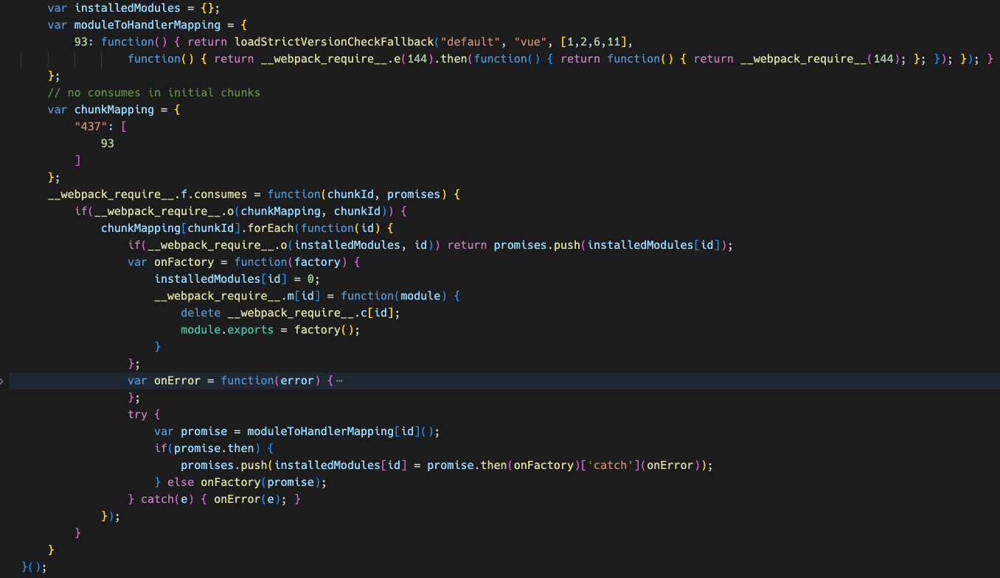 var installedModules = {};
var moduleToHandlerMapping = {
93: function() { return loadStrictVersionCheckFallback("default", "vue", [1,2,6,11],
function() { return __webpack_require__.e(144).then(function() { return function() { return __webpack_require__(144); }; }); }); }
};
// no consumes in initial chunks
var chunkMapping = {
"437": [
93
]
};
__webpack_require__.f.consumes = function(chunkId, promises) {
if(__webpack_require__.o(chunkMapping, chunkId)) {
chunkMapping[chunkId].forEach(function(id) {
if(__webpack_require__.o(installedModules, id)) return promises.push(installedModules[id]);
var onFactory = function(factory) {
installedModules[id] = 0;
__webpack_require__.m[id] = function(module) {
delete __webpack_require__.c[id];
module.exports = factory();
}
};
var onError = function(error) {⋯
};
try {
var promise = moduleToHandlerMapping[id]();
if(promise.then) {
promises.push(installedModules[id] = promise.then(onFactory)['catch'](onError));
} else onFactory(promise);
} catch(e) { onError(e); }
});
}
}
}();